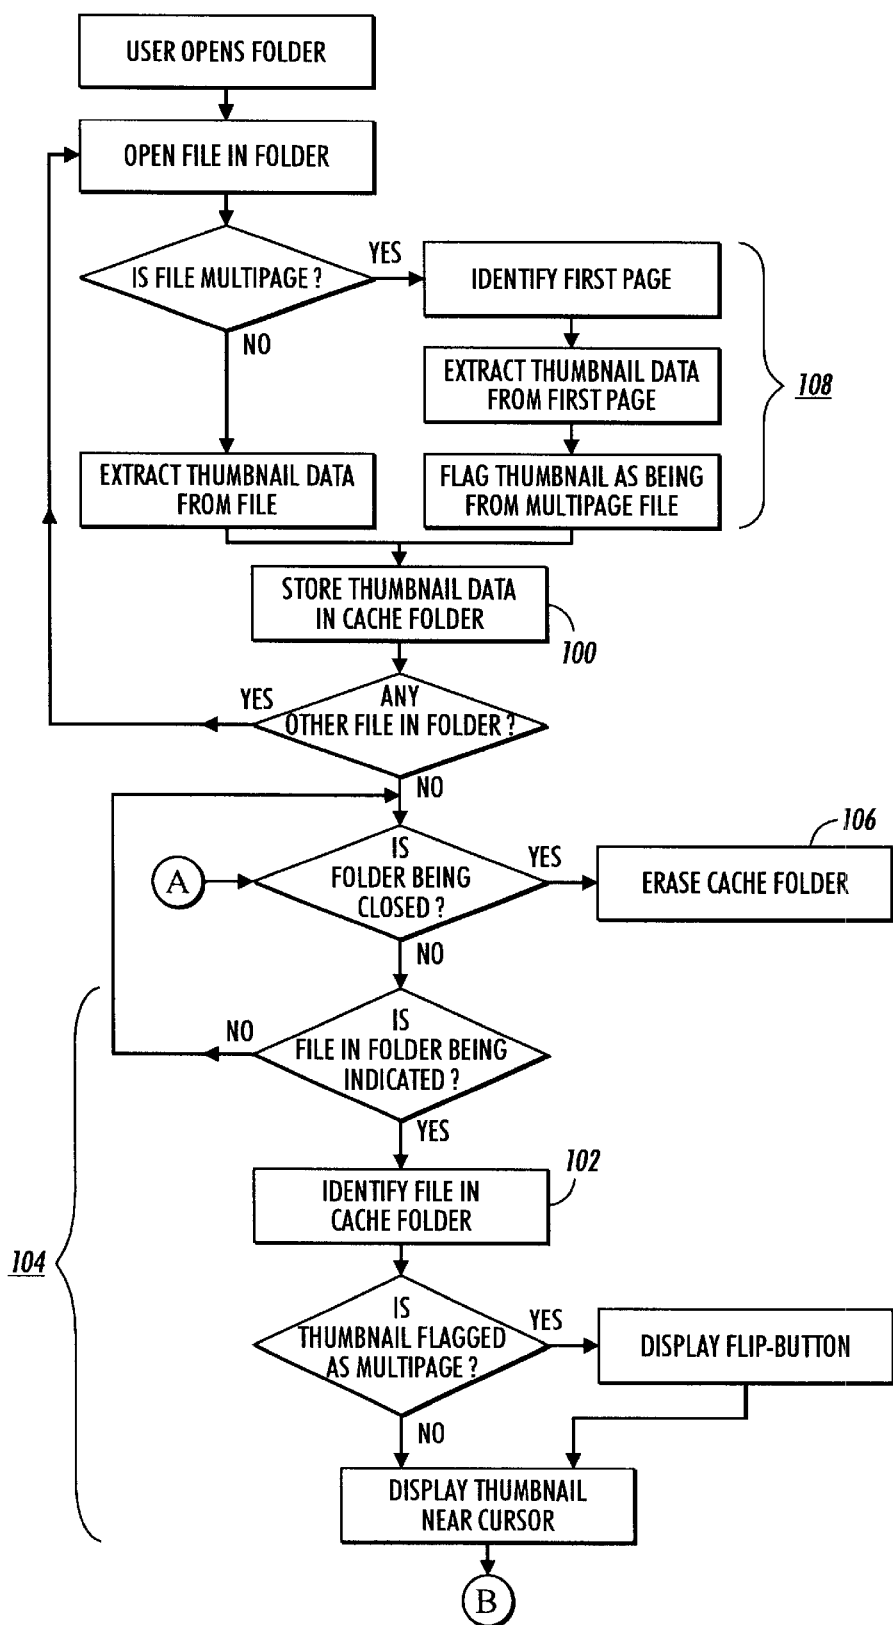 USER OPENS FOLDER
OPEN FILE IN FOLDER
IS FILE MULTIPAGE ?
YES
IDENTIFY FIRST PAGE
NO
EXTRACT THUMBNAIL DATA
FROM FIRST PAGE
108
EXTRACT THUMBNAIL DATA
FROM FILE
FLAG THUMBNAIL AS BEING
FROM MULTIPAGE FILE
STORE THUMBNAIL DATA
IN CACHE FOLDER
100
YES
ANY
OTHER FILE IN FOLDER ?
NO
A
IS
FOLDER BEING
CLOSED ?
YES
106
ERASE CACHE FOLDER
NO
NO
IS
FILE IN FOLDER BEING
INDICATED ?
YES
102
IDENTIFY FILE IN
CACHE FOLDER
104
IS
THUMBNAIL FLAGGED
AS MULTIPAGE ?
YES
DISPLAY FLIP-BUTTON
NO
DISPLAY THUMBNAIL
NEAR CURSOR
B